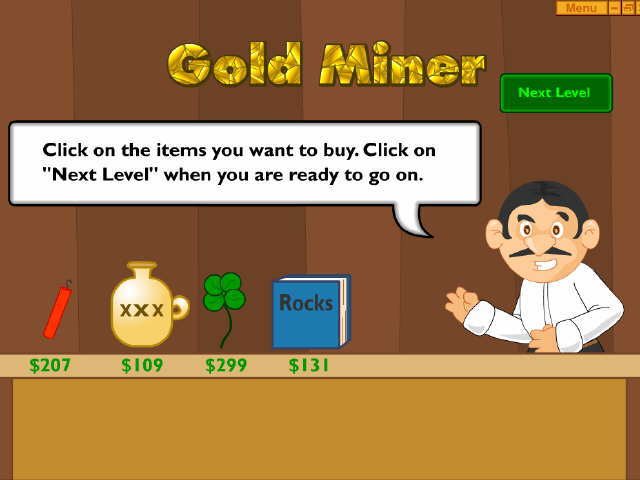 Menu
Gold Miner
Next Level
Click on the items you want to buy. Click on
"Next Level" when you are ready to go on.
XXX
Rocks
$207 $109 $299 $131